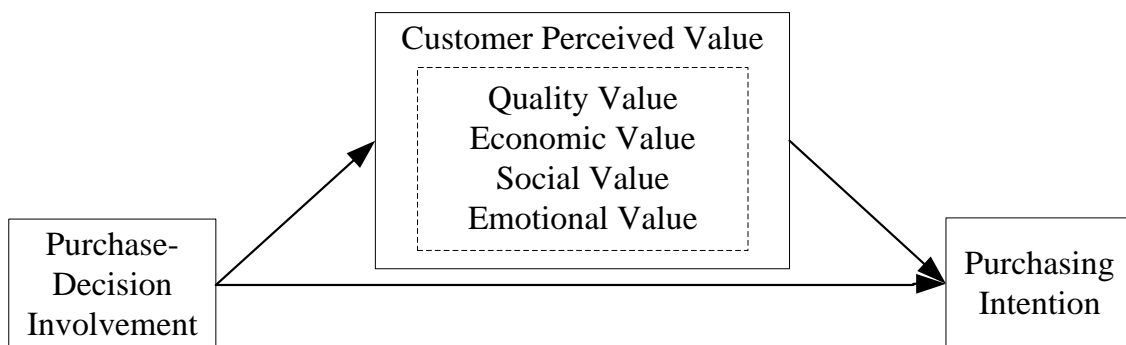 Customer Perceived Value
Quality Value
Economic Value
Social Value
Emotional Value
Purchase-
Decision
Involvement
Purchasing
Intention